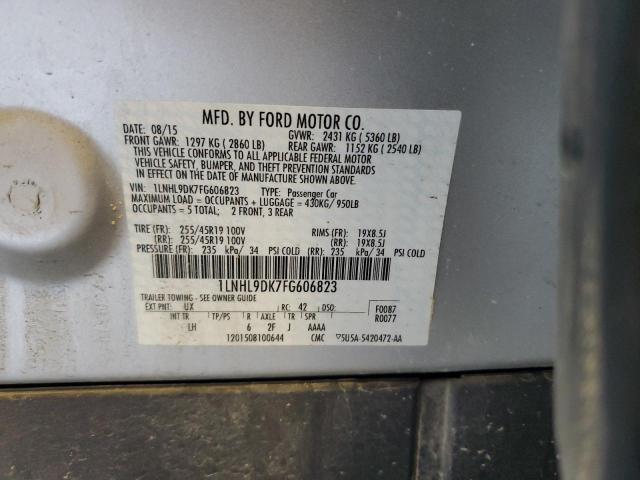 MFD. BY FORD MOTOR CO.
DATE: 08/15 GVWR: 2431 KG ( 5360 LB)
FRONT GAWR: 1297 KG ( 2860 LB) REAR GAWR: 1152 KG ( 2540 LB)
THIS VEHICLE CONFORMS TO ALL APPLICABLE FEDERAL MOTOR
VEHICLE SAFETY, BUMPER, AND THEFT PREVENTION STANDARDS
IN EFFECT ON THE DATE OF MANUFACTURE SHOWN ABOVE.
VIN: 1LNHL9DK7FG606823 TYPE: Passenger Car
MAXIMUM LOAD = OCCUPANTS + LUGGAGE = 430KG/ 950LB
OCCUPANTS = 5 TOTAL; 2 FRONT, 3 REAR
TIRE (FR): 255/45R19 100V RIMS (FR): 19X8.5J
(RR): 255/45R19 100V (RR): 19X8.5J
PRESSURE (FR): 235 kPa/ 34 PSI COLD (RR): 235 kPa/ 34 PSI COLD
1LNHL9DK7FG606823
TRAILER TOWING - SEE OWNER GUIDE
EXT PNT: UX RC: 42 DSO: F0087
INT TR TP/PS R AXLE TR SPR R0077
LH 6 2F J AAAA
1201508100644 CMC ▽5U5A-5420472-AA